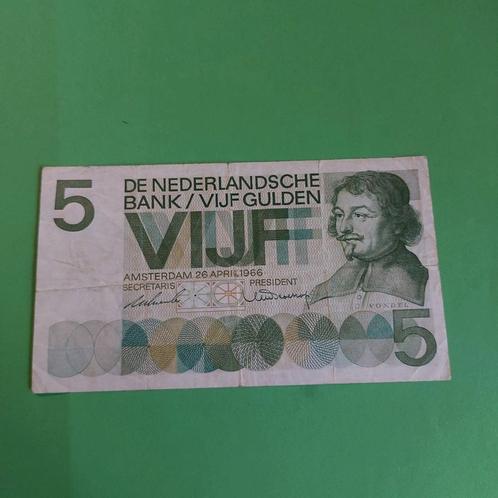 5
DE NEDERLANDSCHE
BANK / VIJF GULDEN
VIJF
AMSTERDAM 26 APRIL 1966
SECRETARIS PRESIDENT
VONDEL
5